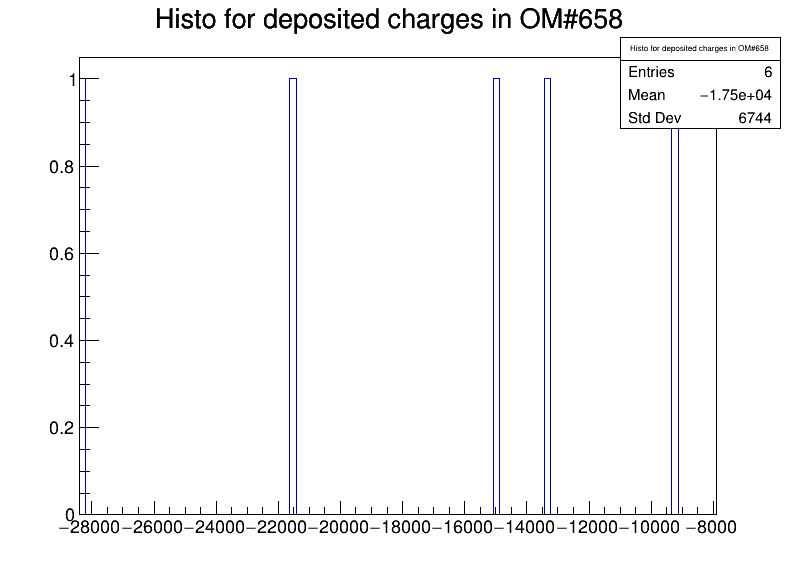 Histo for deposited charges in OM#658
Histo for deposited charges in OM#658
Entries 6
Mean −1.75e+04
Std Dev 6744
1
0.8
0.6
0.4
0.2
0
−28000 −26000 −24000 −22000 −20000 −18000 −16000 −14000 −12000 −10000 −8000